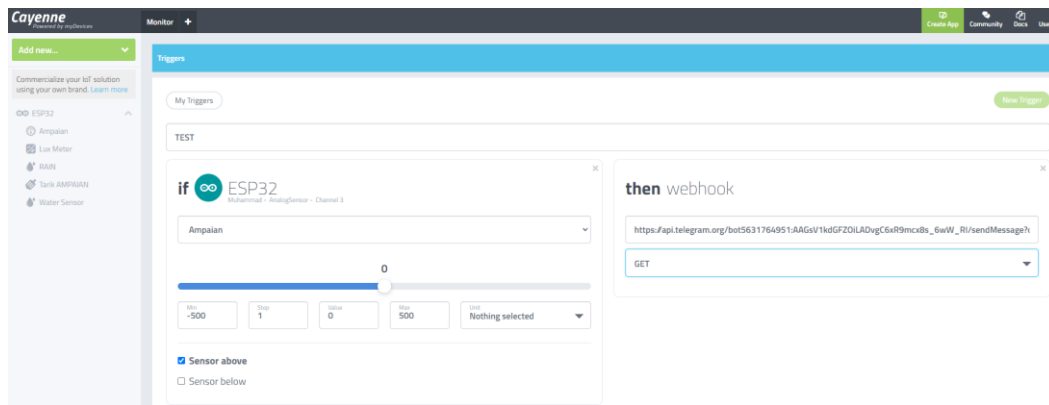 Cayenne
Powered by myDevices
Monitor +
Create App
Community
Docs
Use
Add new...
Triggers
Commercialize your IoT solution
using your own brand. Learn more
My Triggers
New Trigger
ESP32
Ampaian
Lux Meter
RAIN
Tarik AMPAIAN
Water Sensor
TEST
if ESP32
Muhammad - AnalogSensor - Channel 3
then webhook
Ampaian
https://api.telegram.org/bot5631764951:AAGsV1kdGFZOiLADvgC6xR9mcx8s_6wW_RI/sendMessage?c
GET
0
Min
-500
Step
1
Value
0
Max
500
Unit
Nothing selected
Sensor above
Sensor below